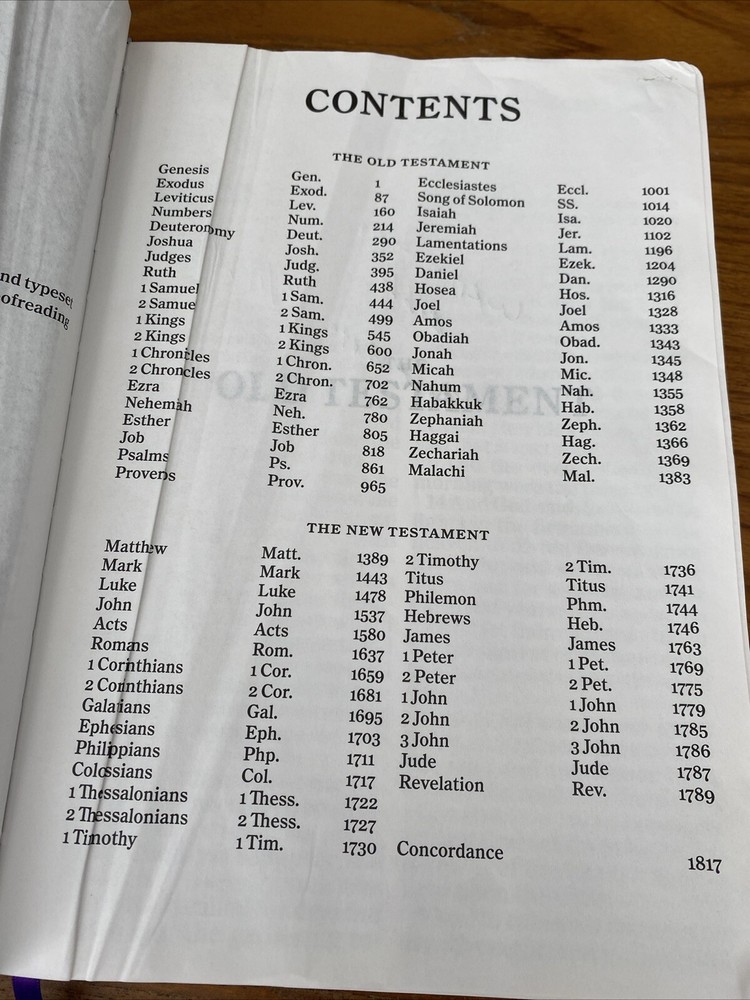 nd typeset
ofreading
CONTENTS
THE OLD TESTAMENT
Genesis Gen. 1
Exodus Exod. 87
Leviticus Lev. 160
Numbers Num. 214
Deuteronomy Deut. 290
Joshua Josh. 352
Judges Judg. 395
Ruth Ruth 438
1 Samuel 1 Sam. 444
2 Samuel 2 Sam. 499
1 Kings 1 Kings 545
2 Kings 2 Kings 600
1 Chronicles 1 Chron. 652
2 Chronicles 2 Chron. 702
Ezra Ezra 762
Nehemiah Neh. 780
Esther Esther 805
Job Job 818
Psalms Ps. 861
Proverbs Prov. 965
Ecclesiastes Eccl. 1001
Song of Solomon SS. 1014
Isaiah Isa. 1020
Jeremiah Jer. 1102
Lamentations Lam. 1196
Ezekiel Ezek. 1204
Daniel Dan. 1290
Hosea Hos. 1316
Joel Joel 1328
Amos Amos 1333
Obadiah Obad. 1343
Jonah Jon. 1345
Micah Mic. 1348
Nahum Nah. 1355
Habakkuk Hab. 1358
Zephaniah Zeph. 1362
Haggai Hag. 1366
Zechariah Zech. 1369
Malachi Mal. 1383
THE NEW TESTAMENT
Matthew Matt. 1389
Mark Mark 1443
Luke Luke 1478
John John 1537
Acts Acts 1580
Romans Rom. 1637
1 Corinthians 1 Cor. 1659
2 Corinthians 2 Cor. 1681
Galatians Gal. 1695
Ephesians Eph. 1703
Philippians Php. 1711
Colossians Col. 1717
1 Thessalonians 1 Thess. 1722
2 Thessalonians 2 Thess. 1727
1 Timothy 1 Tim. 1730
2 Timothy 2 Tim. 1736
Titus Titus 1741
Philemon Phm. 1744
Hebrews Heb. 1746
James James 1763
1 Peter 1 Pet. 1769
2 Peter 2 Pet. 1775
1 John 1 John 1779
2 John 2 John 1785
3 John 3 John 1786
Jude Jude 1787
Revelation Rev. 1789
Concordance 1817